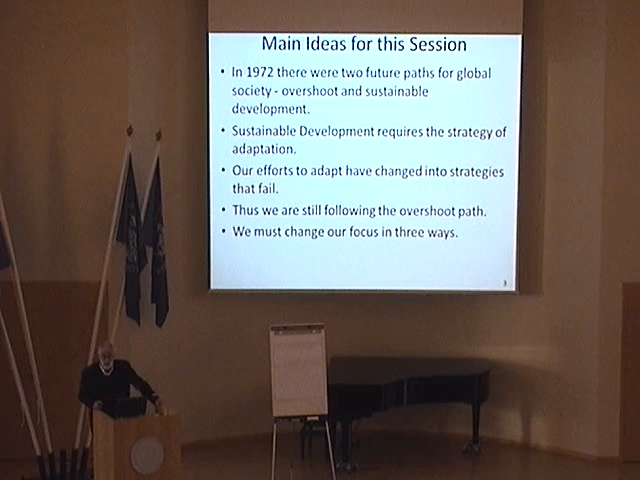 Main Ideas for this Session
• In 1972 there were two future paths for global
society - overshoot and sustainable
development.
• Sustainable Development requires the strategy of
adaptation.
• Our efforts to adapt have changed into strategies
that fail.
• Thus we are still following the overshoot path.
• We must change our focus in three ways.
3